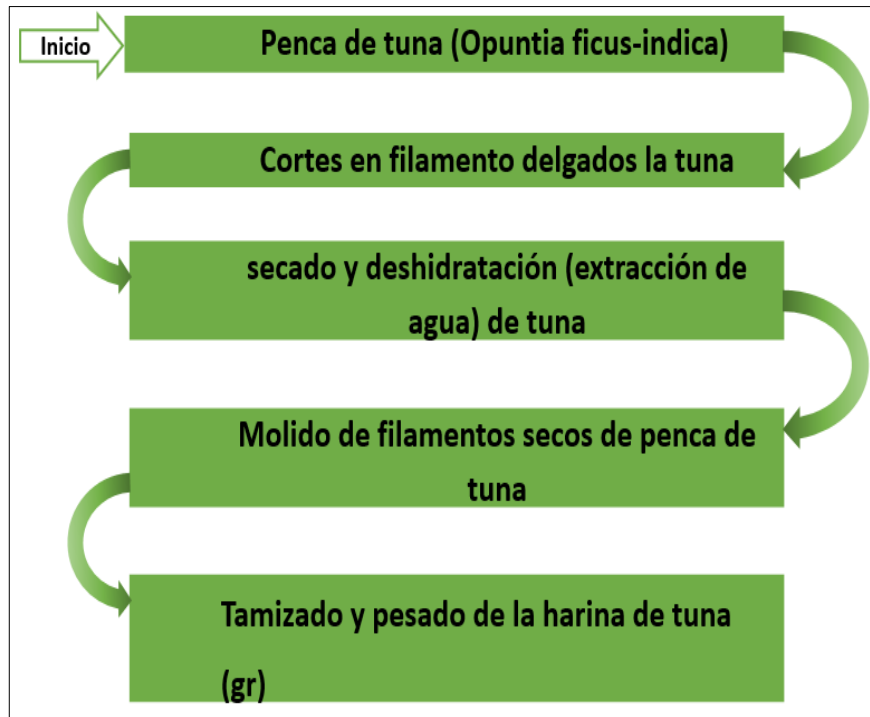 Inicio
Penca de tuna (Opuntia ficus-indica)
Cortes en filamento delgados la tuna
secado y deshidratación (extracción de
agua) de tuna
Molido de filamentos secos de penca de
tuna
Tamizado y pesado de la harina de tuna
(gr)